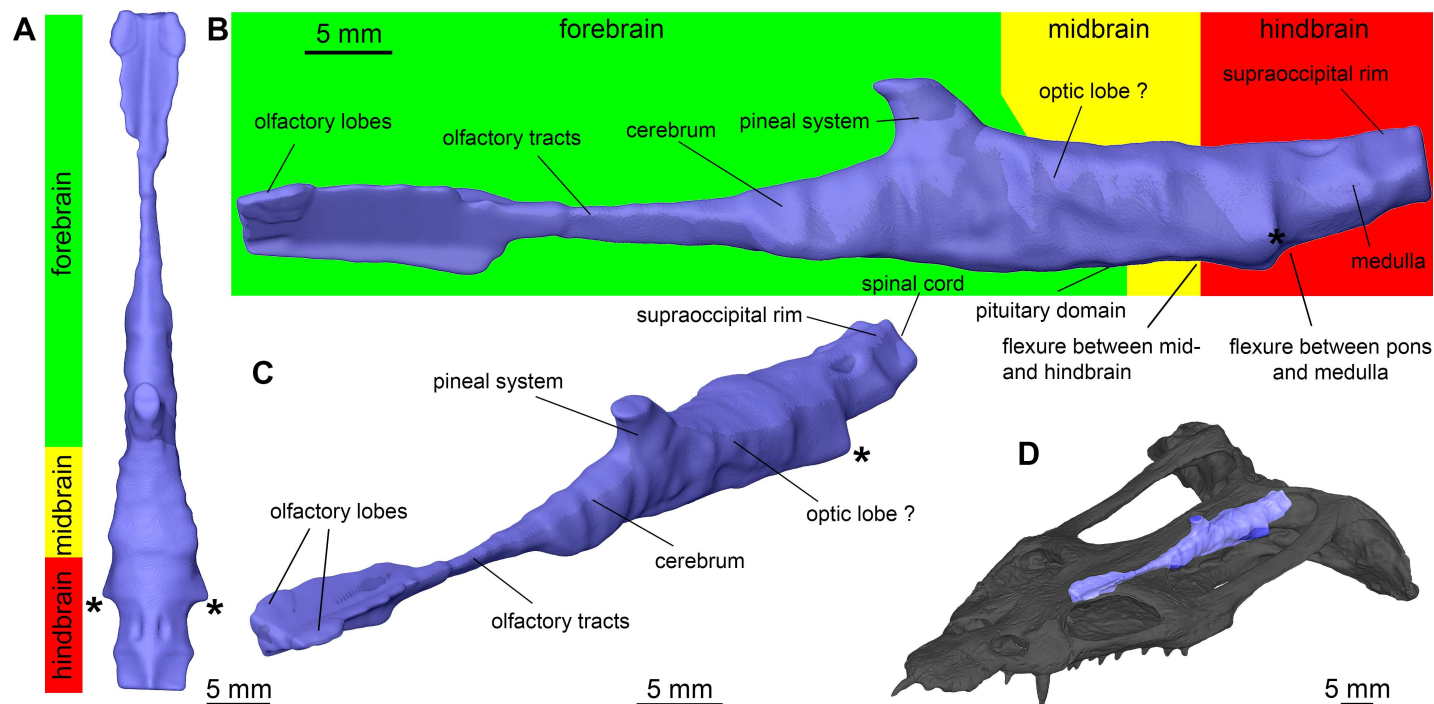 A
forebrain
midbrain
hindbrain
*
*
5 mm
B
5 mm
forebrain
midbrain
hindbrain
olfactory lobes
olfactory tracts
cerebrum
pineal system
optic lobe ?
supraoccipital rim
*
medulla
pituitary domain
flexure between mid-
and hindbrain
flexure between pons
and medulla
C
spinal cord
supraoccipital rim
pineal system
*
olfactory lobes
optic lobe ?
cerebrum
olfactory tracts
5 mm
D
5 mm